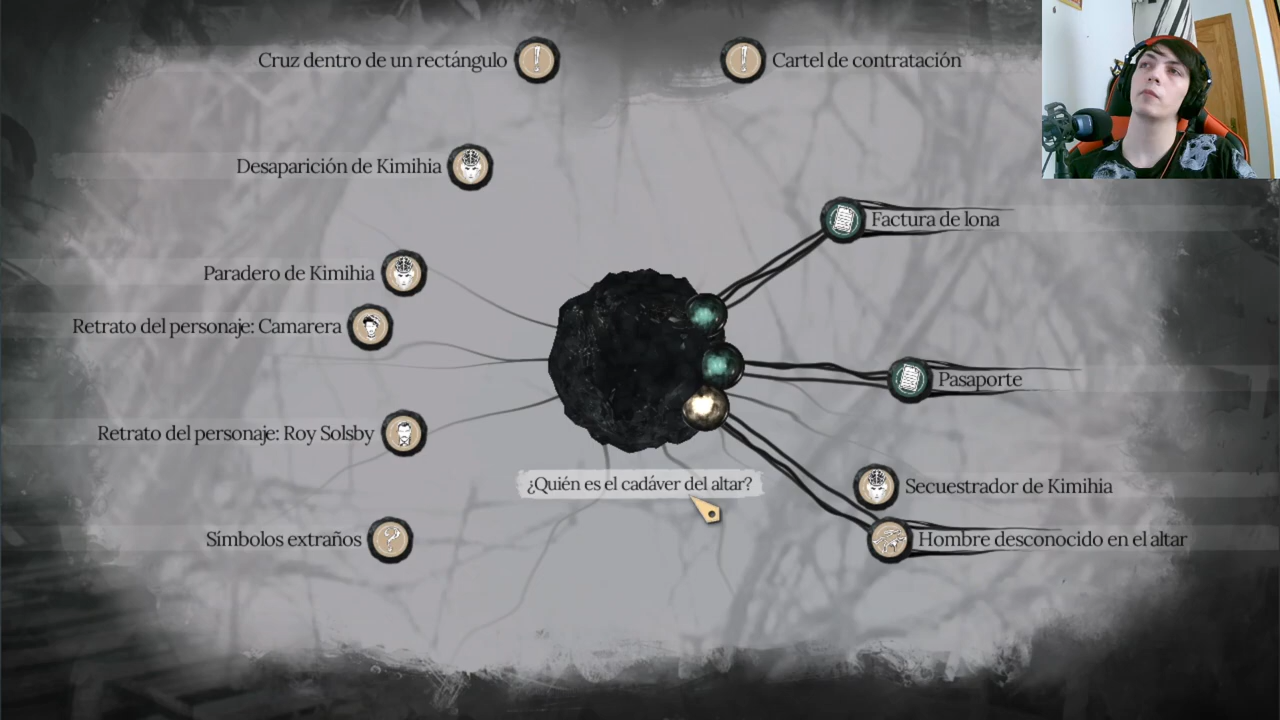 Cruz dentro de un rectángulo
Cartel de contratación
Desaparición de Kimihia
Factura de lona
Paradero de Kimihia
Retrato del personaje: Camarera
Pasaporte
Retrato del personaje: Roy Solsby
¿Quién es el cadáver del altar?
Secuestrador de Kimihia
Símbolos extraños
Hombre desconocido en el altar